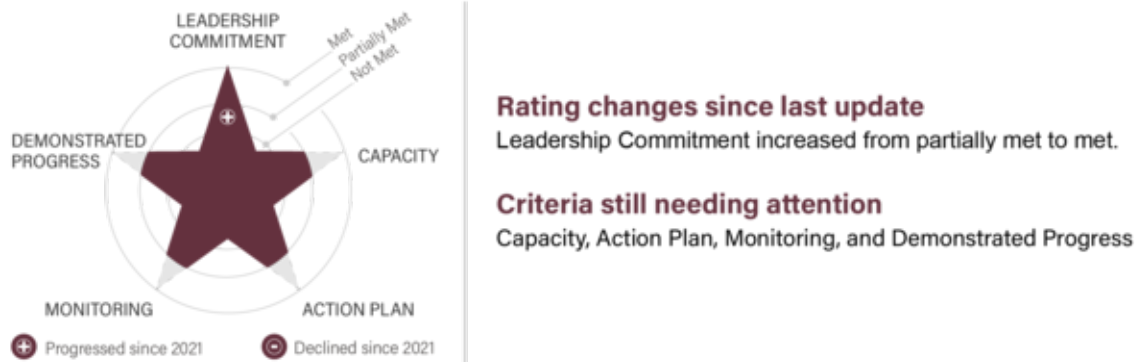 LEADERSHIP
COMMITMENT
Met
Partially Met
Not Met
DEMONSTRATED
PROGRESS
CAPACITY
MONITORING
ACTION PLAN
Progressed since 2021
Declined since 2021
Rating changes since last update
Leadership Commitment increased from partially met to met.
Criteria still needing attention
Capacity, Action Plan, Monitoring, and Demonstrated Progress